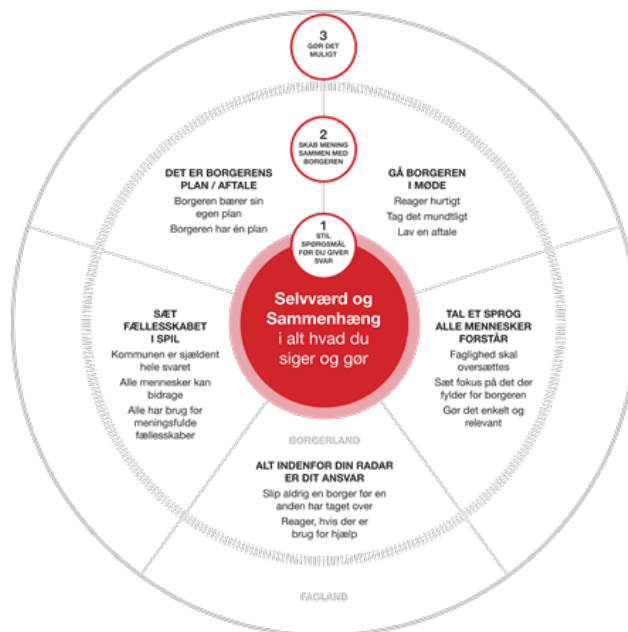 3
GØR DET
MULIGT
2
SKAB MENING
SAMMEN MED
BORGEREN
1
STIL
SPØRGSMÅL
FØR DU GIVER
SVAR
Selvværd og
Sammenhæng
i alt hvad du
siger og gør
DET ER BORGERENS
PLAN / AFTALE
Borgeren bærer sin
egen plan
Borgeren har én plan
GÅ BORGEREN
I MØDE
Reager hurtigt
Tag det mundtligt
Lav en aftale
SÆT
FÆLLESSKABET
I SPIL
Kommunen er sjældent
hele svaret
Alle mennesker kan
bidrage
Alle har brug for
meningsfulde
fællesskaber
TAL ET SPROG
ALLE MENNESKER
FORSTÅR
Faglighed skal
oversættes
Sæt fokus på det der
fylder for borgeren
Gør det enkelt og
relevant
BORGERLAND
ALT INDENFOR DIN RADAR
ER DIT ANSVAR
Slip aldrig en borger før en
anden har taget over
Reager, hvis der er
brug for hjælp
FAGLAND